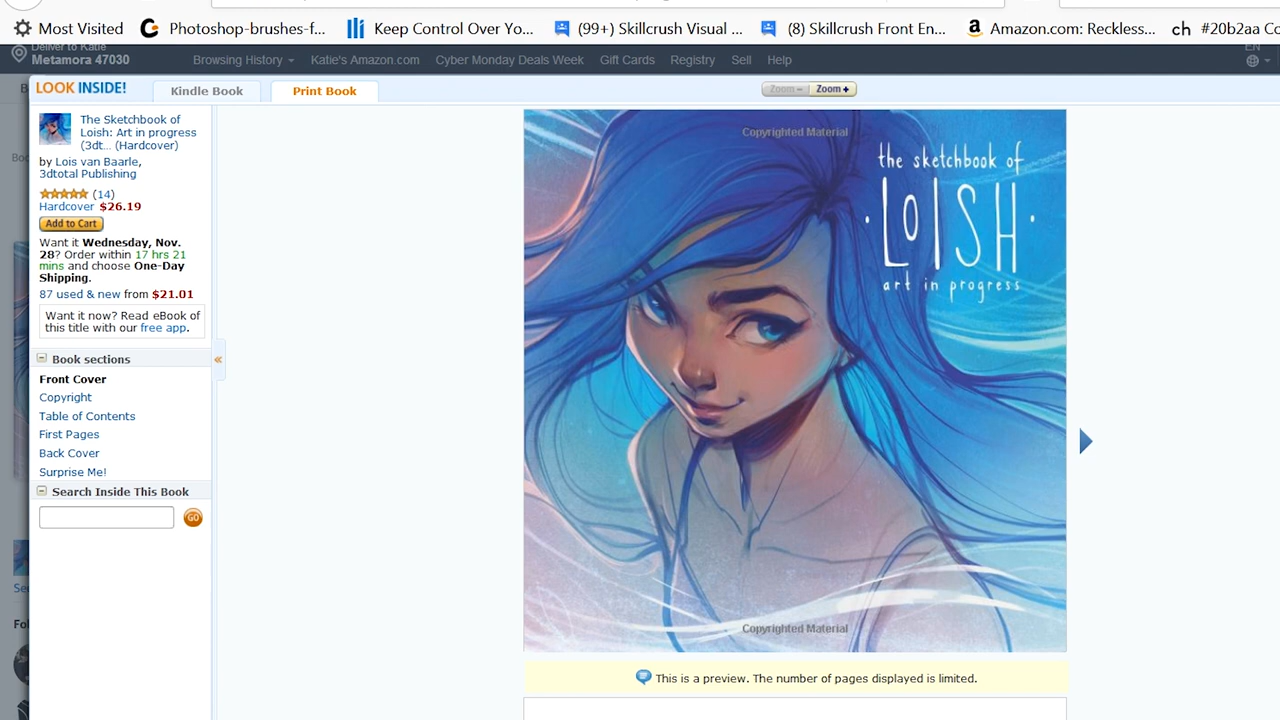 Most Visited
Photoshop-brushes-f...
Keep Control Over Yo...
(99+) Skillcrush Visual ...
(8) Skillcrush Front En...
Amazon.com: Reckless...
ch #20b2aa Co
Deliver to Katie
Metamora 47030
Browsing History
Katie's Amazon.com
Cyber Monday Deals Week
Gift Cards
Registry
Sell
Help
EN
LOOK INSIDE!
Kindle Book
Print Book
Zoom –
Zoom +
The Sketchbook of
Loish: Art in progress
(3dt... (Hardcover)
by Lois van Baarle,
3dtotal Publishing
(14)
Hardcover $26.19
Add to Cart
Want it Wednesday, Nov.
28? Order within 17 hrs 21
mins and choose One-Day
Shipping.
87 used & new from $21.01
Want it now? Read eBook of
this title with our free app.
Book sections
Front Cover
Copyright
Table of Contents
First Pages
Back Cover
Surprise Me!
Search Inside This Book
GO
Copyrighted Material
the sketchbook of
LOISH
art in progress
Copyrighted Material
This is a preview. The number of pages displayed is limited.